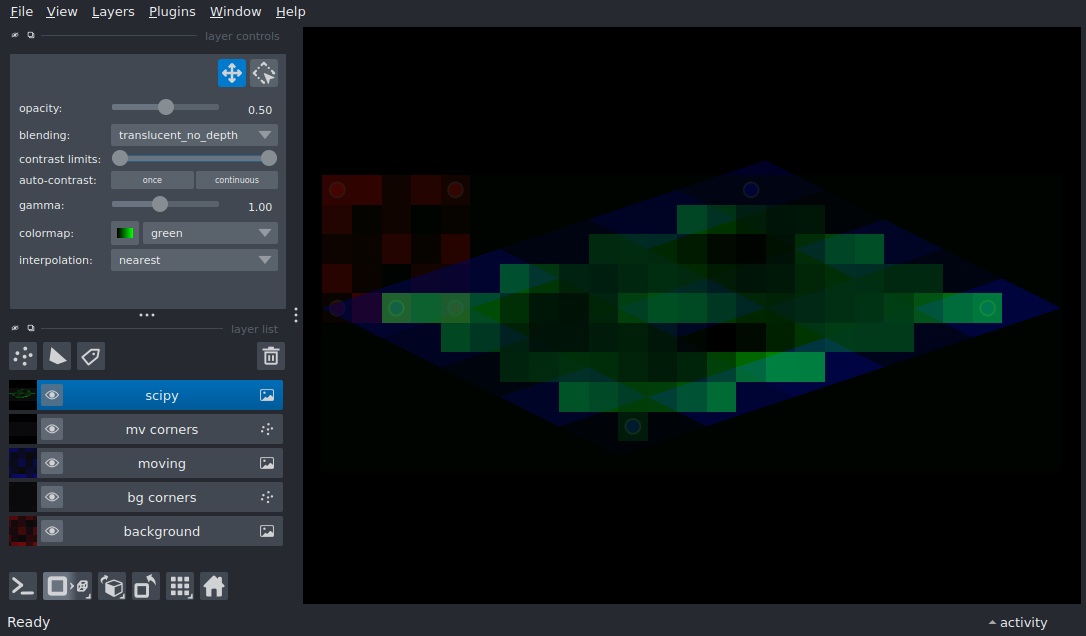 File View Layers Plugins Window Help
layer controls
opacity: 0.50
blending: translucent_no_depth
contrast limits:
auto-contrast: once continuous
gamma: 1.00
colormap: green
interpolation: nearest
layer list
scipy
mv corners
moving
bg corners
background
Ready activity